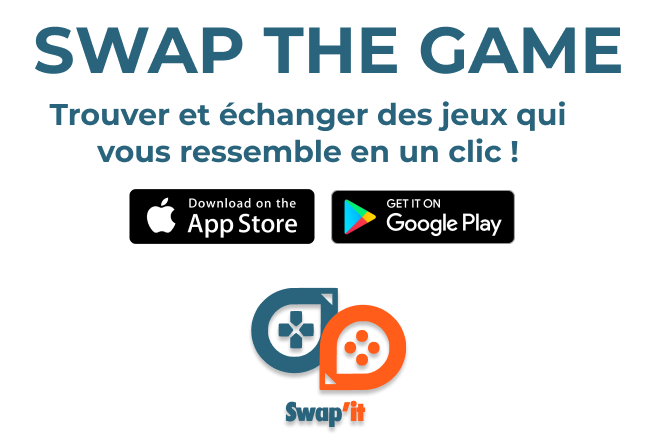 SWAP THE GAME
Trouver et échanger des jeux qui
vous ressemble en un clic !
Download on the
App Store
GET IT ON
Google Play
Swap'it